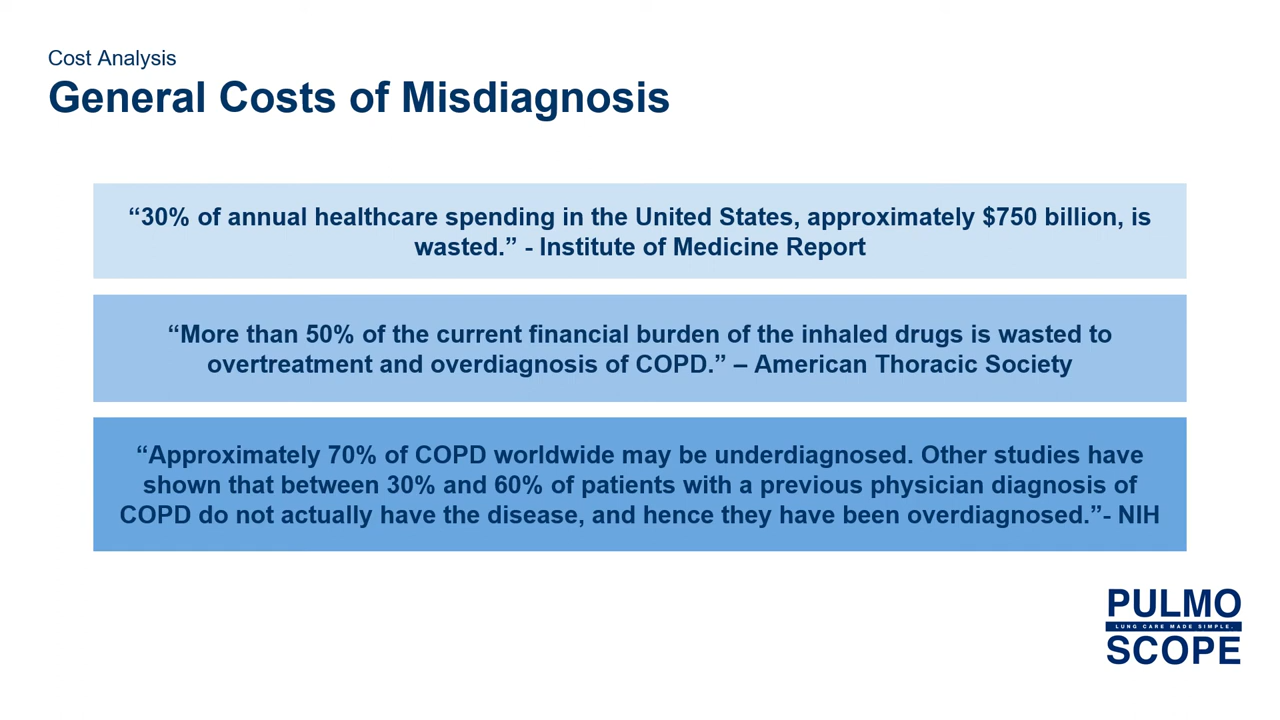 Cost Analysis
General Costs of Misdiagnosis
“30% of annual healthcare spending in the United States, approximately $750 billion, is
wasted.” - Institute of Medicine Report
“More than 50% of the current financial burden of the inhaled drugs is wasted to
overtreatment and overdiagnosis of COPD.” – American Thoracic Society
“Approximately 70% of COPD worldwide may be underdiagnosed. Other studies have
shown that between 30% and 60% of patients with a previous physician diagnosis of
COPD do not actually have the disease, and hence they have been overdiagnosed.”- NIH
PULMO
LUNG CARE MADE SIMPLE.
SCOPE